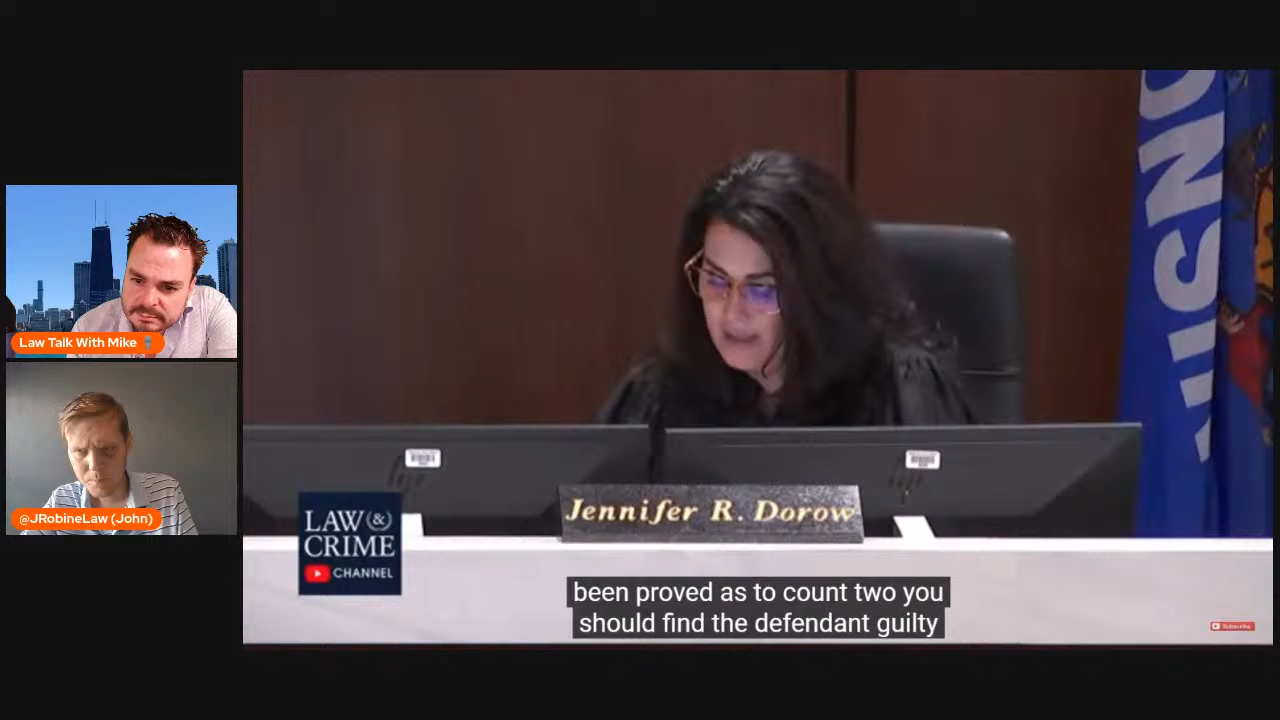 Law Talk With Mike
@JRobineLaw (John)
LAW (&)
CRIME
CHANNEL
Jennifer R. Dorow
been proved as to count two you
should find the defendant guilty
Subscribe